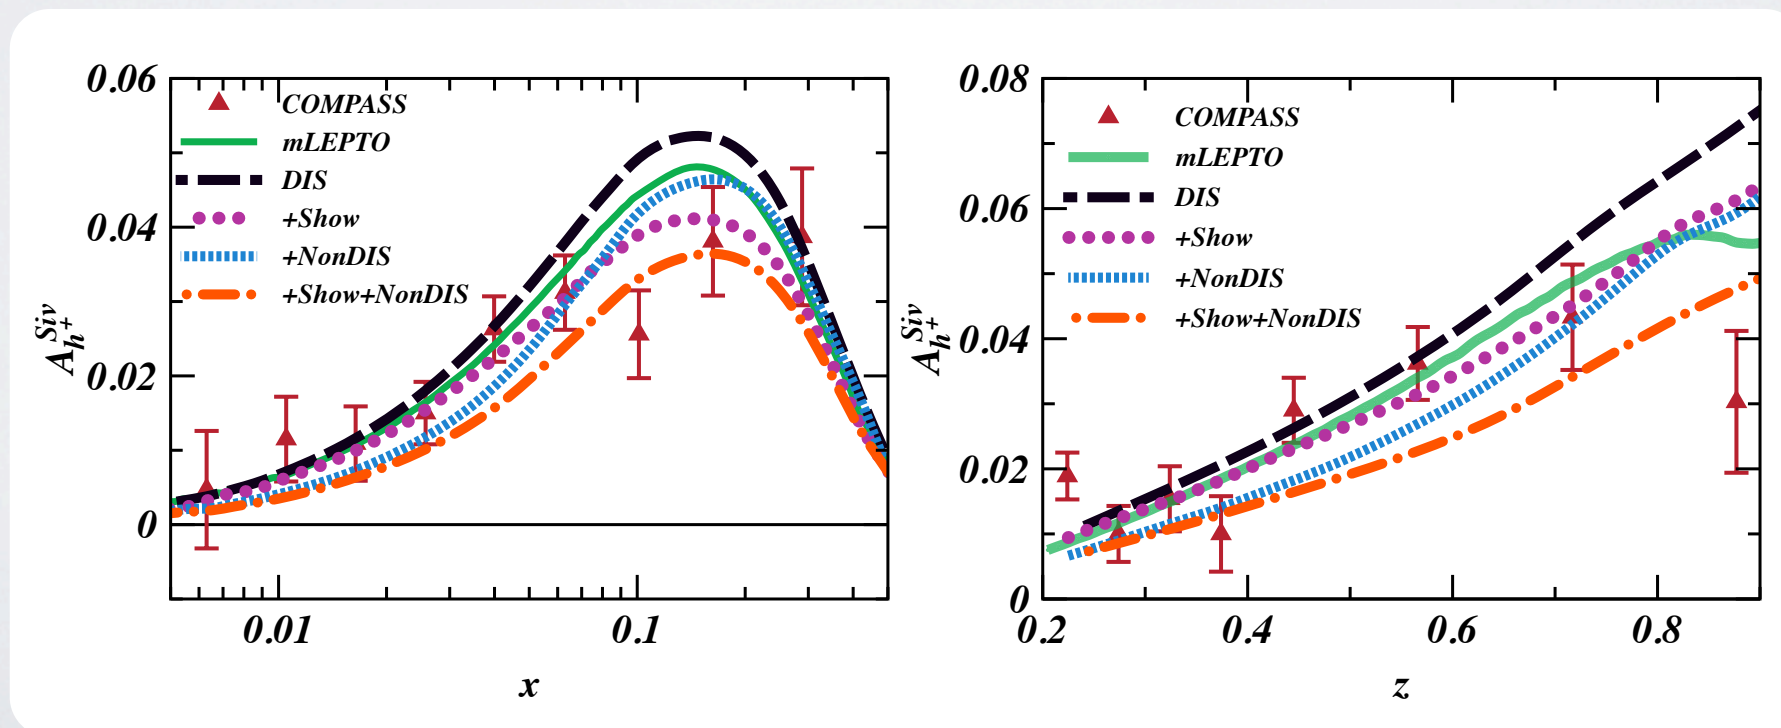 0.06
0.04
0.02
0
0.01
0.1
x
A_{h^+}^{Siv}
COMPASS
mLEPTO
DIS
+Show
+NonDIS
+Show+NonDIS
0.08
0.06
0.04
0.02
0
0.2
0.4
0.6
0.8
z
A_{h^+}^{Siv}
COMPASS
mLEPTO
DIS
+Show
+NonDIS
+Show+NonDIS